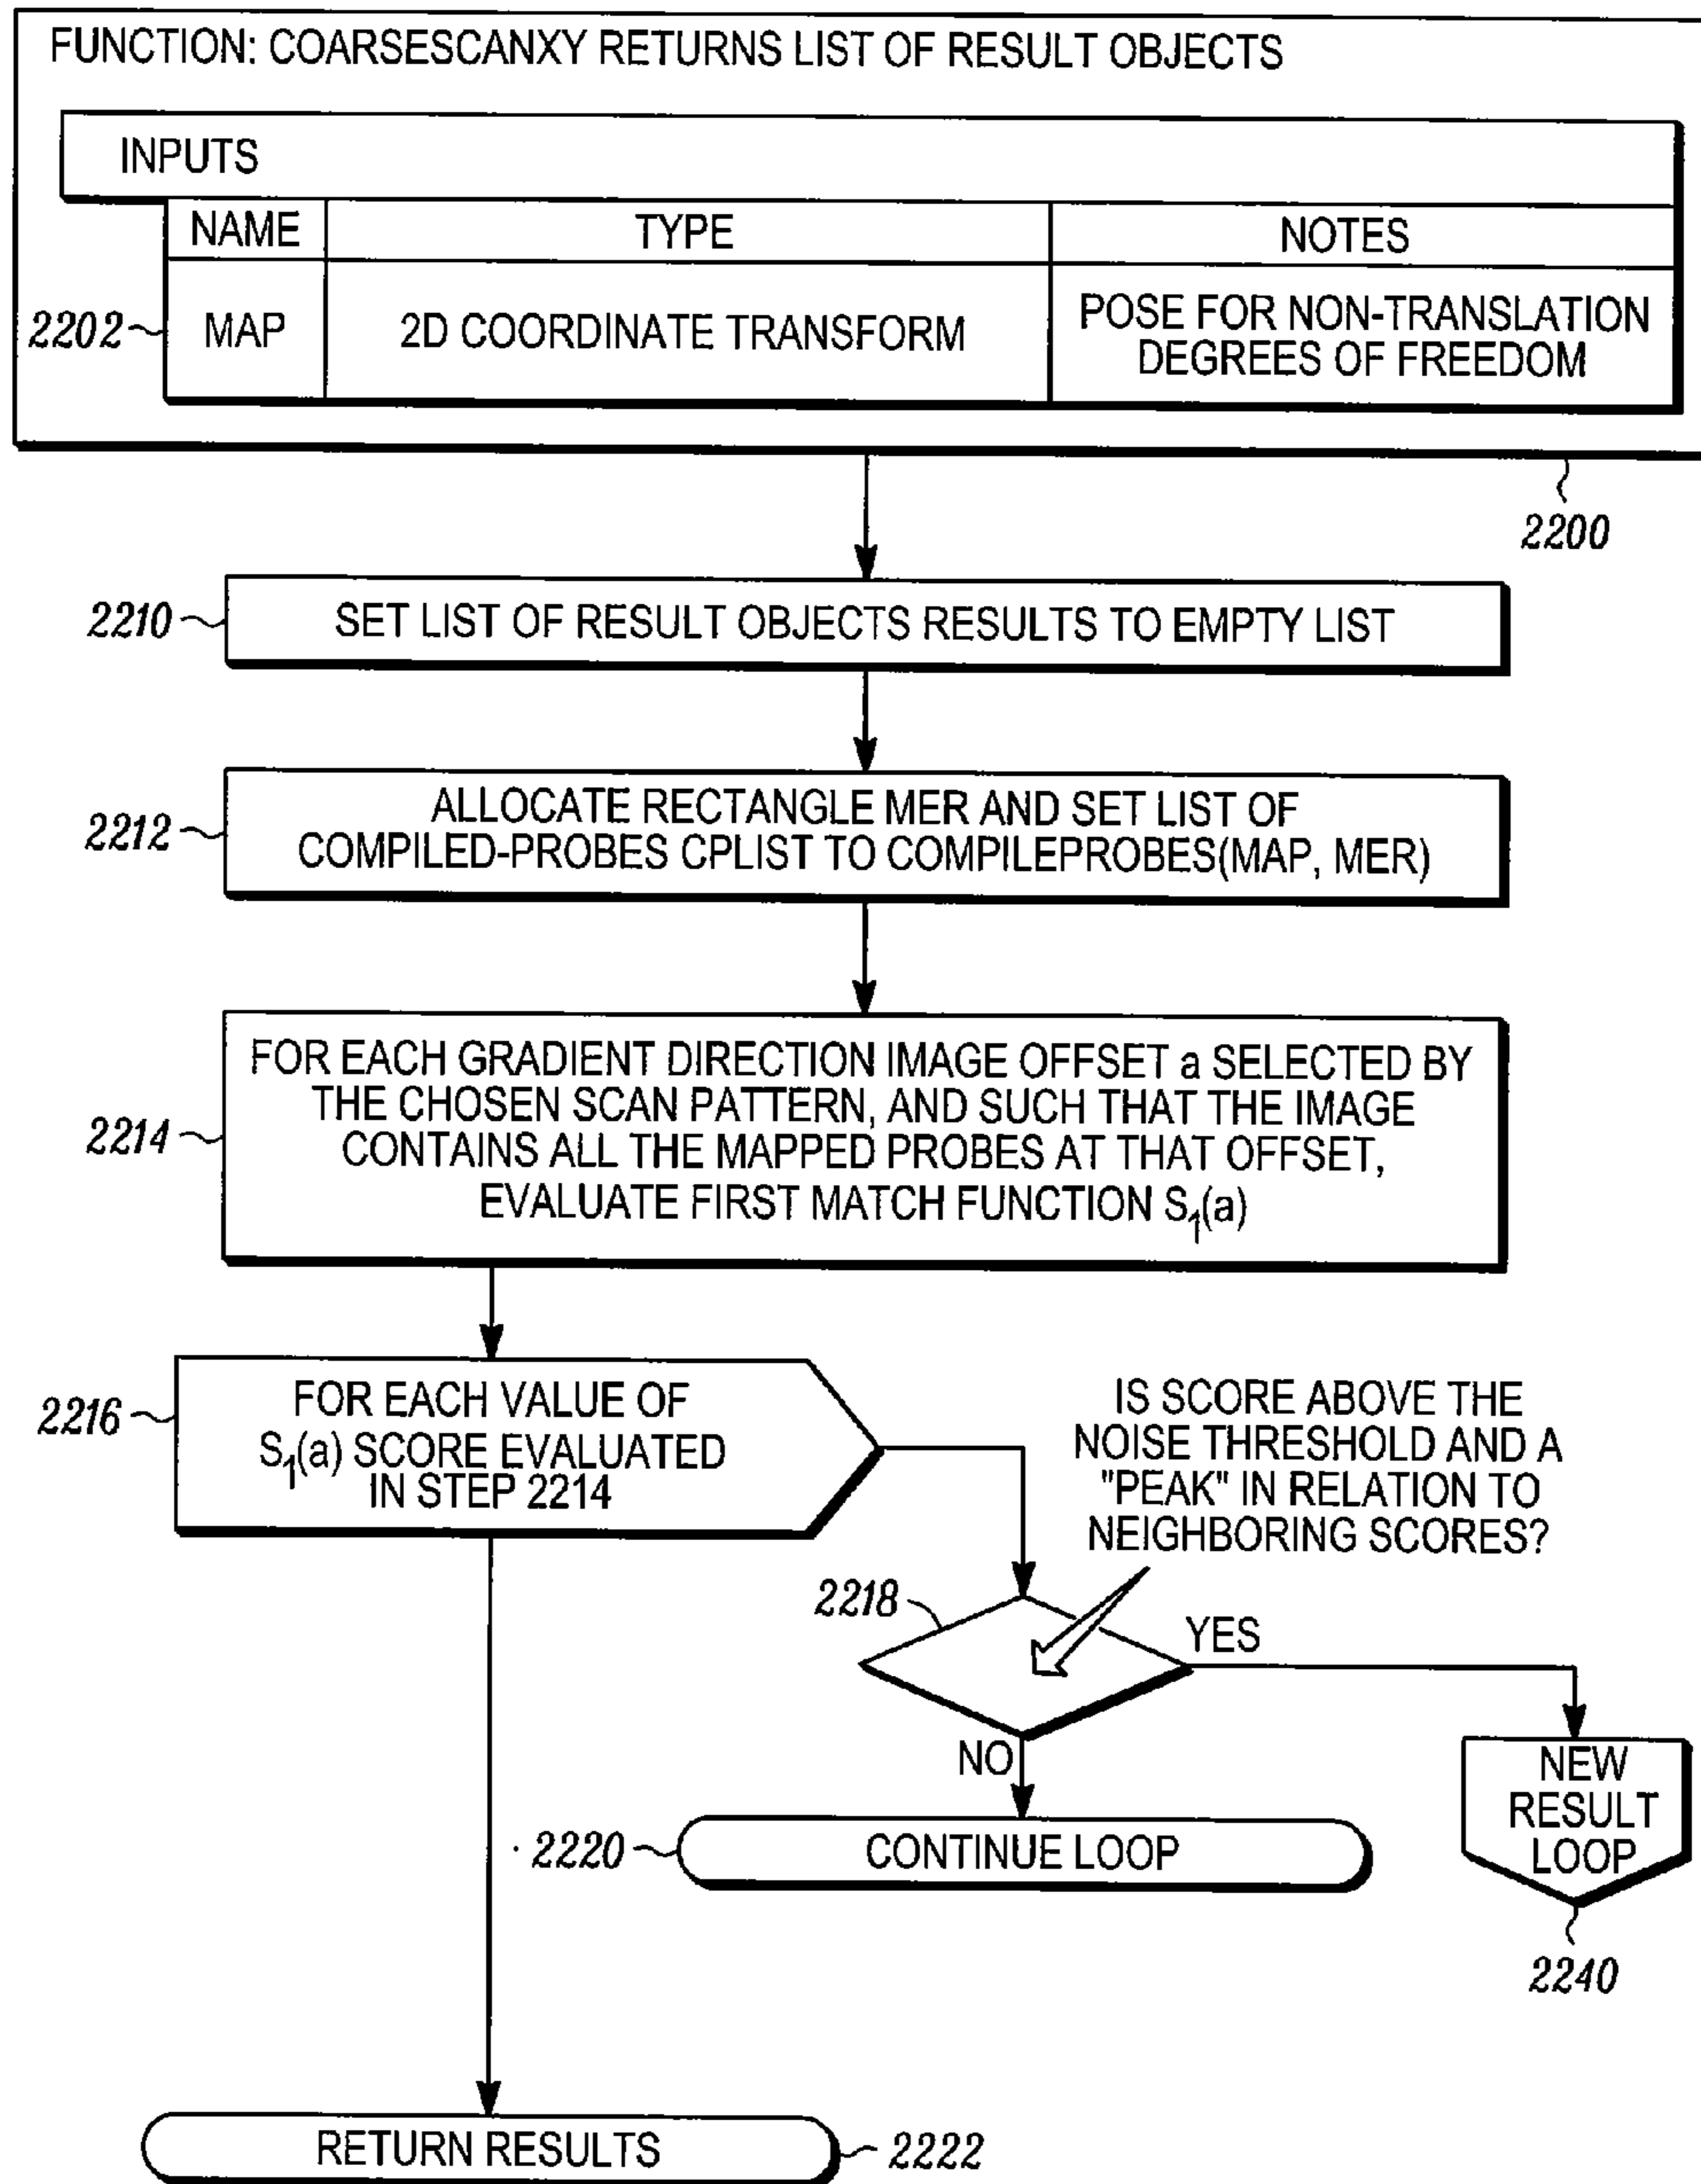 FUNCTION: COARSESCANXY RETURNS LIST OF RESULT OBJECTS
INPUTS
NAME
TYPE
NOTES
2202
MAP
2D COORDINATE TRANSFORM
POSE FOR NON-TRANSLATION
DEGREES OF FREEDOM
2200
2210
SET LIST OF RESULT OBJECTS RESULTS TO EMPTY LIST
2212
ALLOCATE RECTANGLE MER AND SET LIST OF
COMPILED-PROBES CPLIST TO COMPILEPROBES(MAP, MER)
2214
FOR EACH GRADIENT DIRECTION IMAGE OFFSET a SELECTED BY
THE CHOSEN SCAN PATTERN, AND SUCH THAT THE IMAGE
CONTAINS ALL THE MAPPED PROBES AT THAT OFFSET,
EVALUATE FIRST MATCH FUNCTION S₁(a)
2216
FOR EACH VALUE OF
S₁(a) SCORE EVALUATED
IN STEP 2214
IS SCORE ABOVE THE
NOISE THRESHOLD AND A
"PEAK" IN RELATION TO
NEIGHBORING SCORES?
2218
YES
NO
NEW
RESULT
LOOP
2220
CONTINUE LOOP
2240
RETURN RESULTS
2222